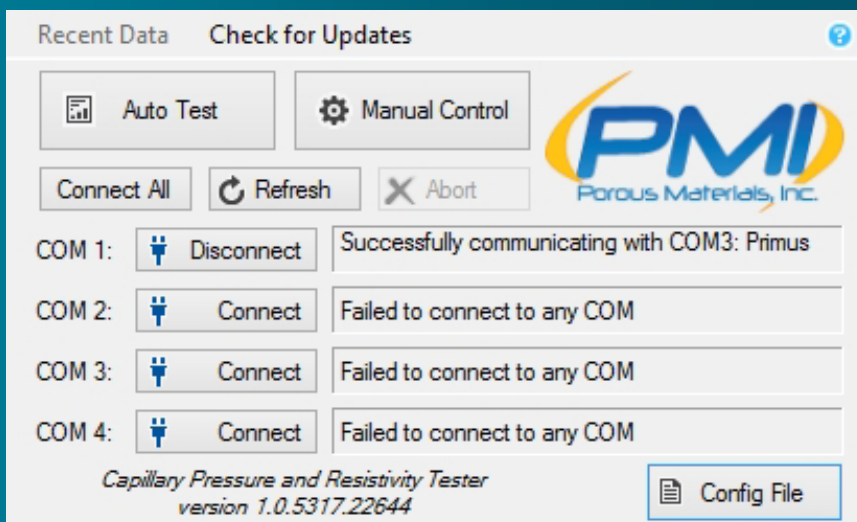 Recent Data Check for Updates ?
Auto Test Manual Control
PMI
Porous Materials, Inc.
Connect All Refresh Abort
COM 1: Disconnect Successfully communicating with COM3: Primus
COM 2: Connect Failed to connect to any COM
COM 3: Connect Failed to connect to any COM
COM 4: Connect Failed to connect to any COM
Capillary Pressure and Resistivity Tester
version 1.0.5317.22644
Config File